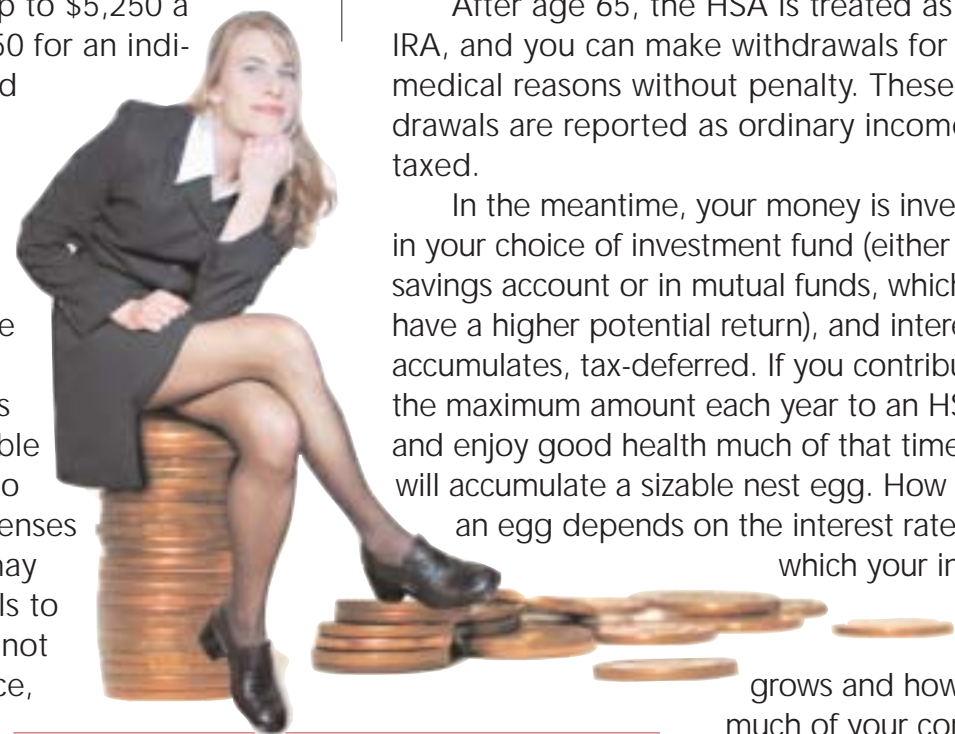 p to $5,250 a
50 for an indi-
d
e
s
ble
o
enses
may
ls to
not
ce,
After age 65, the HSA is treated as
IRA, and you can make withdrawals for
medical reasons without penalty. These
drawals are reported as ordinary income
taxed.
In the meantime, your money is inve
in your choice of investment fund (either
savings account or in mutual funds, which
have a higher potential return), and intere
accumulates, tax-deferred. If you contribu
the maximum amount each year to an HS
and enjoy good health much of that time
will accumulate a sizable nest egg. How
an egg depends on the interest rate
which your in
grows and how
much of your con